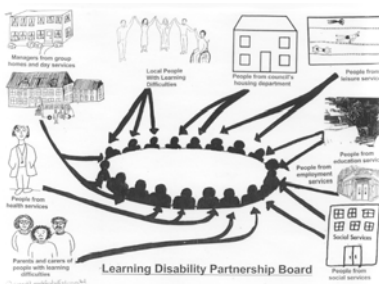 Managers from group
homes and day services
Local People
With Learning
Difficulties
People from council's
housing department
People from
leisure services
People from
education services
People from
employment
services
People from
health services
Social Services
Parents and carers of
people with learning
difficulties
Learning Disability Partnership Board
People from
social services